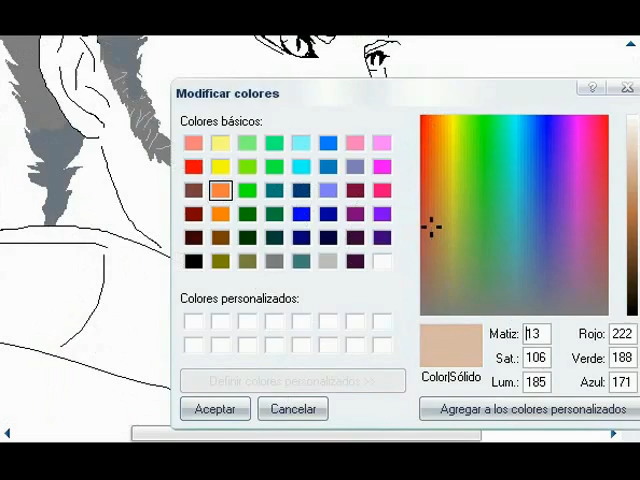 Modificar colores
Colores básicos:
Colores personalizados:
Definir colores personalizados >>
Aceptar
Cancelar
Matiz: 13
Sat.: 106
Lum.: 185
Rojo: 222
Verde: 188
Azul: 171
Color|Sólido
Agregar a los colores personalizados